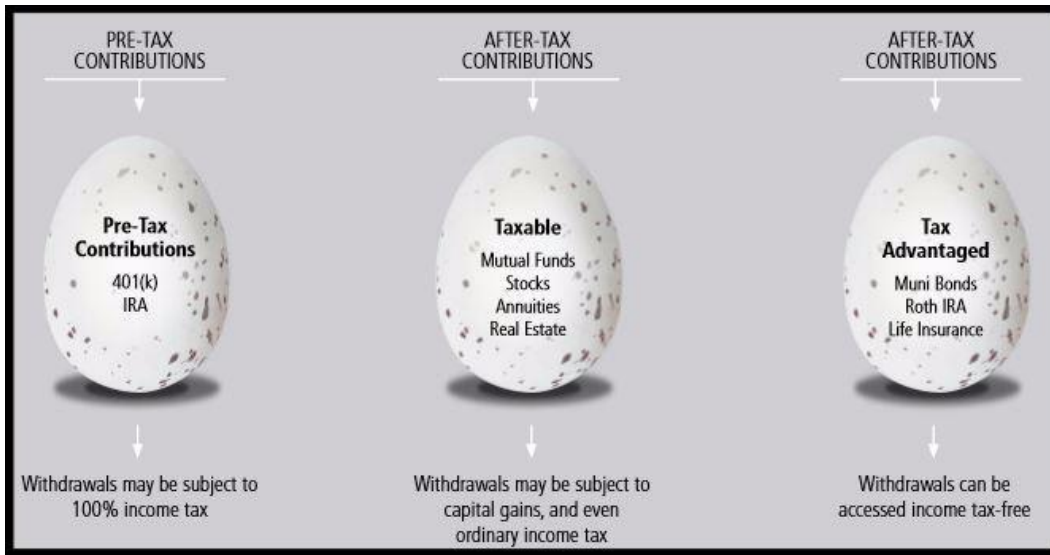 PRE-TAX
CONTRIBUTIONS
Pre-Tax
Contributions
401(k)
IRA
Withdrawals may be subject to
100% income tax
AFTER-TAX
CONTRIBUTIONS
Taxable
Mutual Funds
Stocks
Annuities
Real Estate
Withdrawals may be subject to
capital gains, and even
ordinary income tax
AFTER-TAX
CONTRIBUTIONS
Tax
Advantaged
Muni Bonds
Roth IRA
Life Insurance
Withdrawals can be
accessed income tax-free